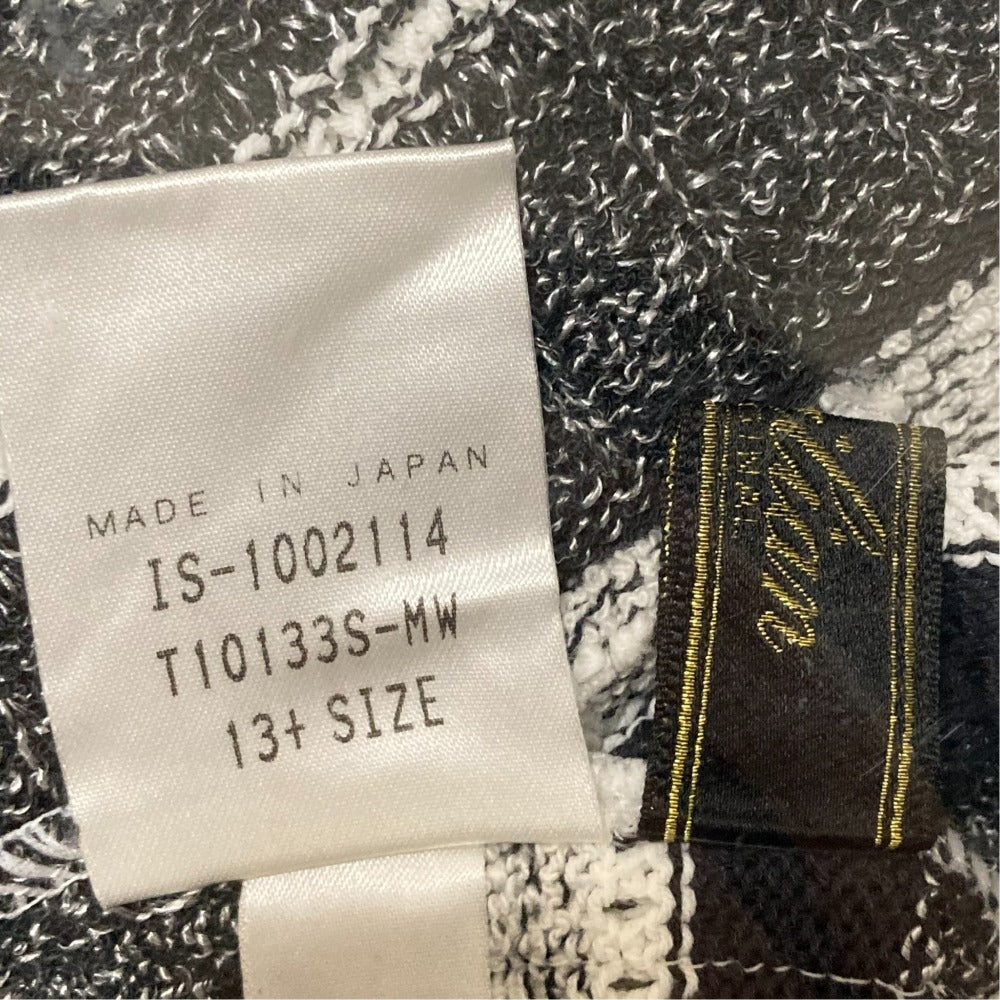 MADE IN JAPAN
IS-1002114
T10133S-MW
13+ SIZE